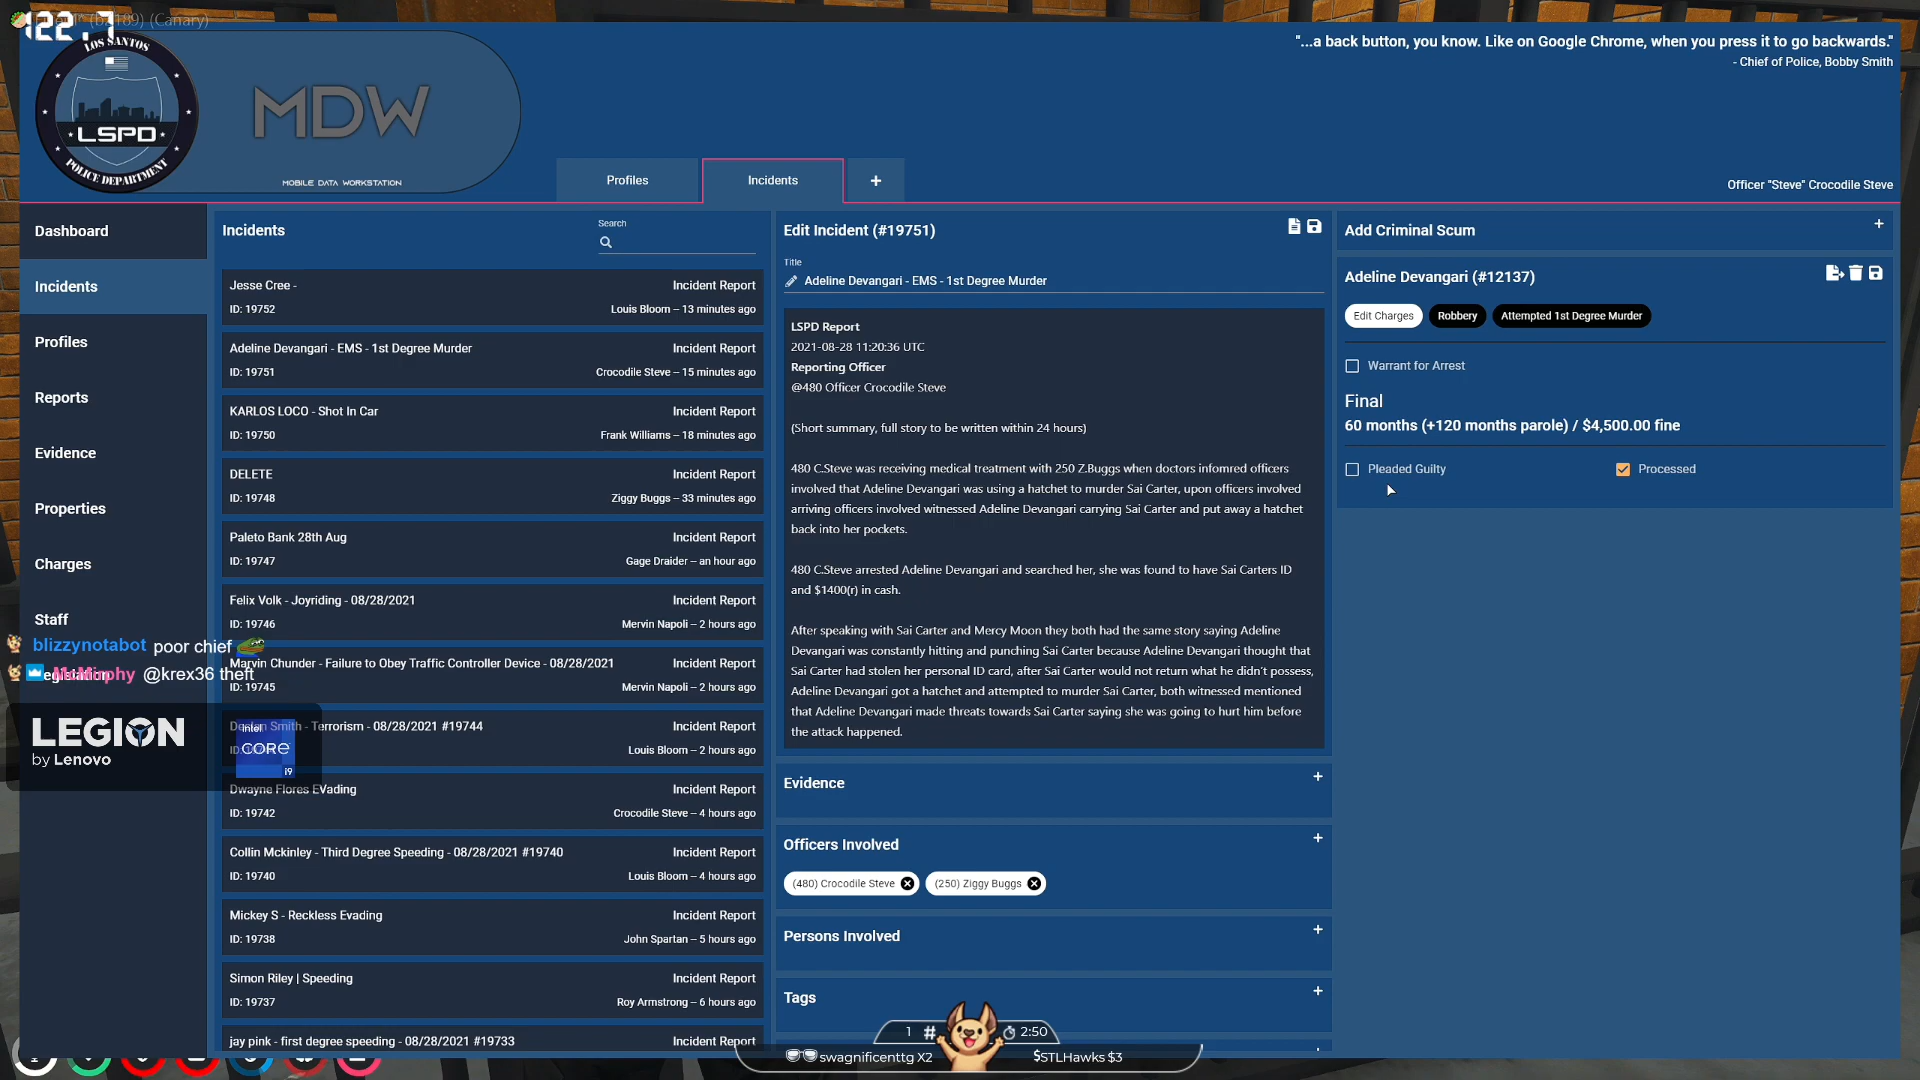 (Canary)
122.7
LOS SANTOS
LSPD
POLICE DEPARTMENT
MDW
MOBILE DATA WORKSTATION
"...a back button, you know. Like on Google Chrome, when you press it to go backwards."
- Chief of Police, Bobby Smith
Profiles
Incidents
+
Officer "Steve" Crocodile Steve
Dashboard
Incidents
Profiles
Reports
Evidence
Properties
Charges
Staff
blizzynotabot poor chief
McMirphy @krex36 theft
LEGION
by Lenovo
intel
CORE
i9
Incidents
Search
Jesse Cree - Incident Report
ID: 19752 Louis Bloom – 13 minutes ago
Adeline Devangari - EMS - 1st Degree Murder Incident Report
ID: 19751 Crocodile Steve – 15 minutes ago
KARLOS LOCO - Shot In Car Incident Report
ID: 19750 Frank Williams – 18 minutes ago
DELETE Incident Report
ID: 19748 Ziggy Buggs – 33 minutes ago
Paleto Bank 28th Aug Incident Report
ID: 19747 Gage Draider – an hour ago
Felix Volk - Joyriding - 08/28/2021 Incident Report
ID: 19746 Mervin Napoli – 2 hours ago
Marvin Chunder - Failure to Obey Traffic Controller Device - 08/28/2021 Incident Report
ID: 19745 Mervin Napoli – 2 hours ago
Smith - Terrorism - 08/28/2021 #19744 Incident Report
Louis Bloom – 2 hours ago
Dwayne Flores EVading Incident Report
ID: 19742 Crocodile Steve – 4 hours ago
Collin Mckinley - Third Degree Speeding - 08/28/2021 #19740 Incident Report
ID: 19740 Louis Bloom – 4 hours ago
Mickey S - Reckless Evading Incident Report
ID: 19738 John Spartan – 5 hours ago
Simon Riley | Speeding Incident Report
ID: 19737 Roy Armstrong – 6 hours ago
jay pink - first degree speeding - 08/28/2021 #19733 Incident Report
Edit Incident (#19751)
Title
Adeline Devangari - EMS - 1st Degree Murder
LSPD Report
2021-08-28 11:20:36 UTC
Reporting Officer
@480 Officer Crocodile Steve
(Short summary, full story to be written within 24 hours)
480 C.Steve was receiving medical treatment with 250 Z.Buggs when doctors infomred officers
involved that Adeline Devangari was using a hatchet to murder Sai Carter, upon officers involved
arriving officers involved witnessed Adeline Devangari carrying Sai Carter and put away a hatchet
back into her pockets.
480 C.Steve arrested Adeline Devangari and searched her, she was found to have Sai Carters ID
and $1400(r) in cash.
After speaking with Sai Carter and Mercy Moon they both had the same story saying Adeline
Devangari was constantly hitting and punching Sai Carter because Adeline Devangari thought that
Sai Carter had stolen her personal ID card, after Sai Carter would not return what he didn't possess,
Adeline Devangari got a hatchet and attempted to murder Sai Carter, both witnessed mentioned
that Adeline Devangari made threats towards Sai Carter saying she was going to hurt him before
the attack happened.
Evidence +
Officers Involved +
(480) Crocodile Steve (250) Ziggy Buggs
Persons Involved +
Tags +
1 # 2:50
swagnificenttg X2 $STLHawks $3
Add Criminal Scum +
Adeline Devangari (#12137)
Edit Charges Robbery Attempted 1st Degree Murder
Warrant for Arrest
Final
60 months (+120 months parole) / $4,500.00 fine
Pleaded Guilty Processed